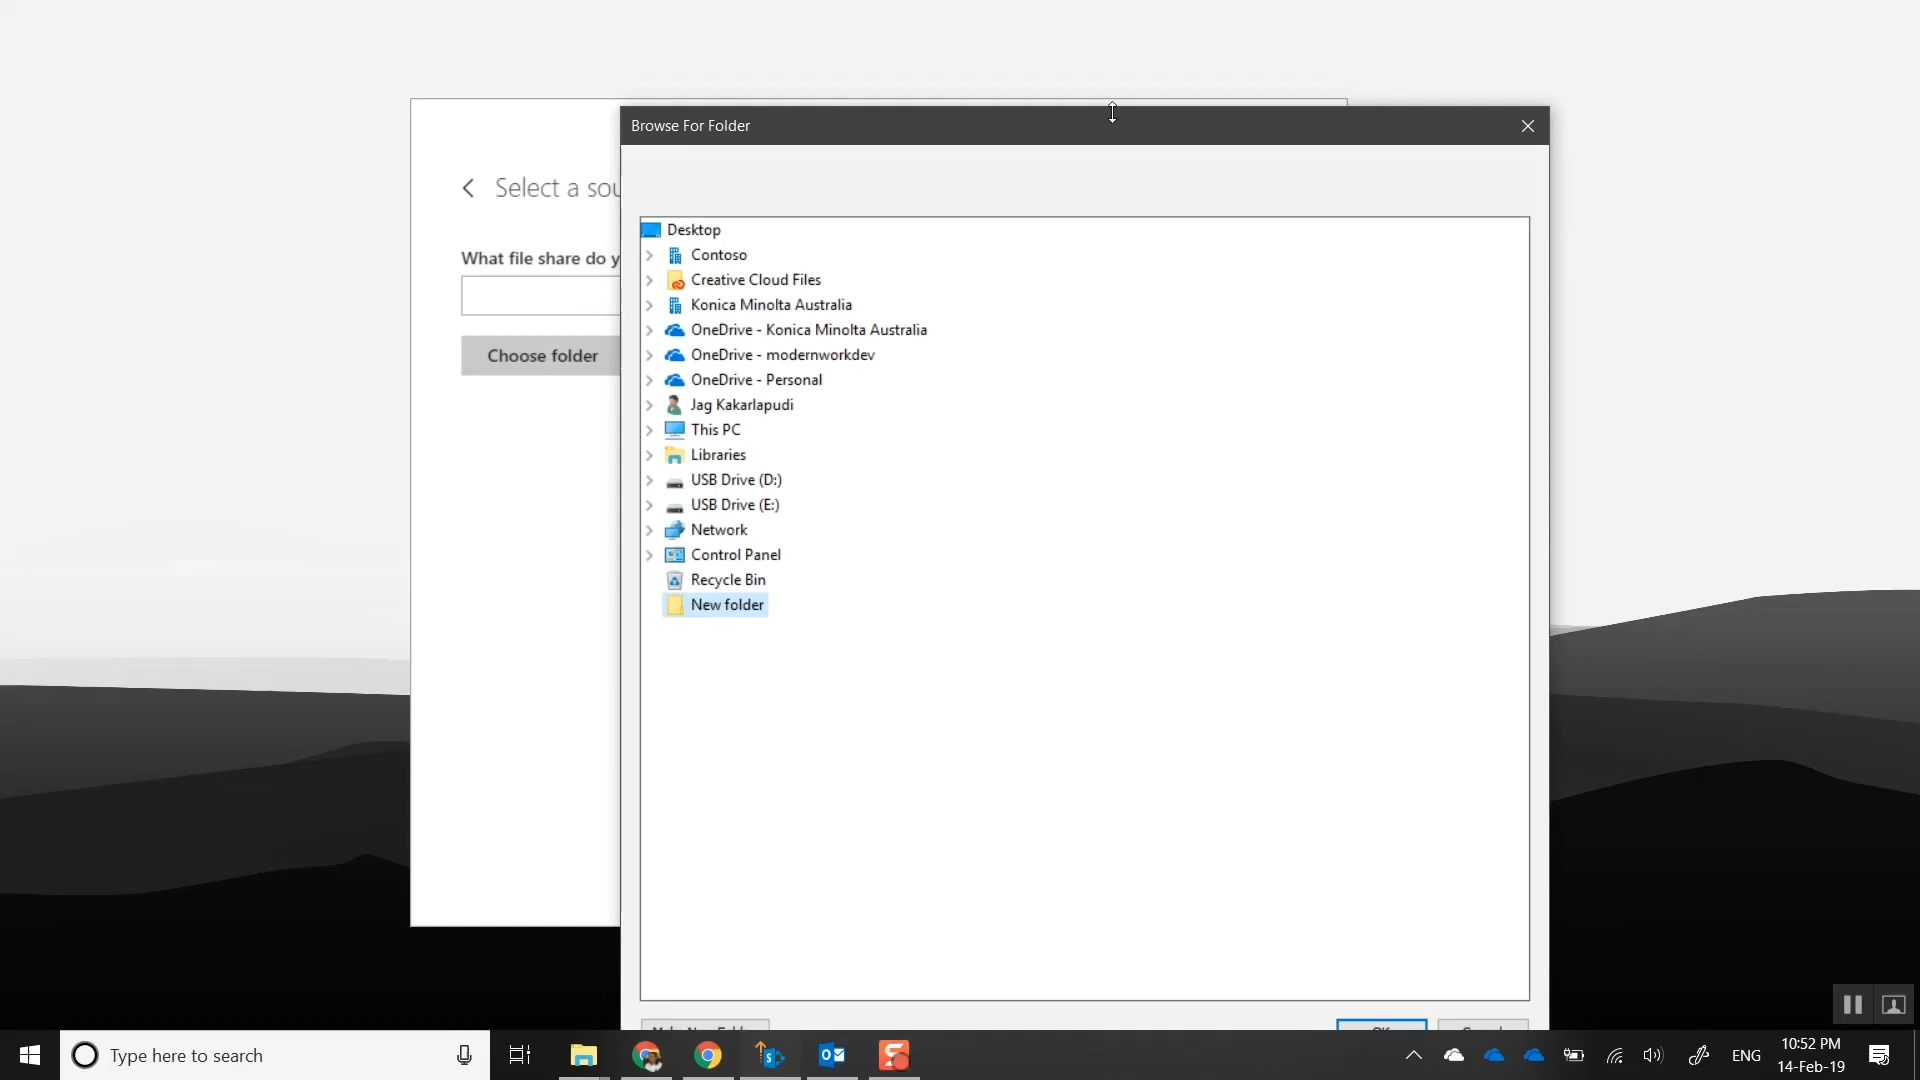 Browse For Folder
Select a sou
What file share do y
Choose folder
Desktop
Contoso
Creative Cloud Files
Konica Minolta Australia
OneDrive - Konica Minolta Australia
OneDrive - modernworkdev
OneDrive - Personal
Jag Kakarlapudi
This PC
Libraries
USB Drive (D:)
USB Drive (E:)
Network
Control Panel
Recycle Bin
New folder
Type here to search
ENG
10:52 PM
14-Feb-19